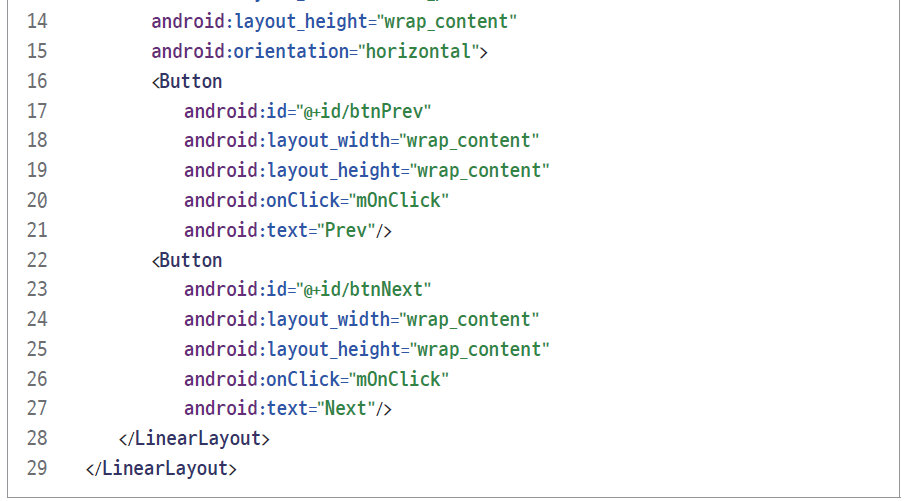 14 android:layout_height="wrap_content"
15 android:orientation="horizontal">
16 <Button
17 android:id="@+id/btnPrev"
18 android:layout_width="wrap_content"
19 android:layout_height="wrap_content"
20 android:onClick="mOnClick"
21 android:text="Prev"/>
22 <Button
23 android:id="@+id/btnNext"
24 android:layout_width="wrap_content"
25 android:layout_height="wrap_content"
26 android:onClick="mOnClick"
27 android:text="Next"/>
28 </LinearLayout>
29 </LinearLayout>